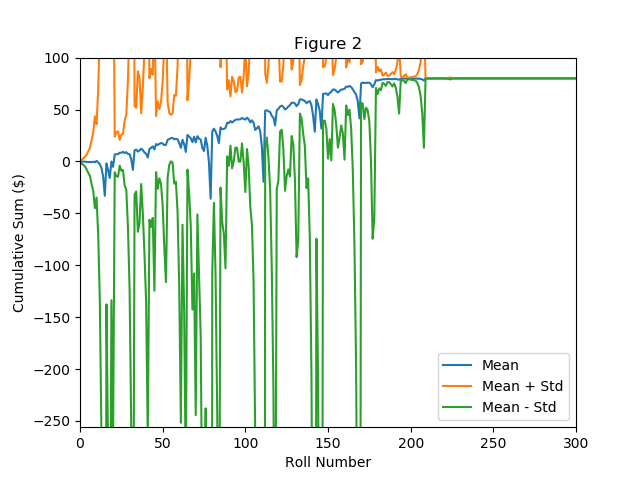 Figure 2
Cumulative Sum ($)
100
50
0
−50
−100
−150
−200
−250
0 50 100 150 200 250 300
Roll Number
Mean
Mean + Std
Mean - Std